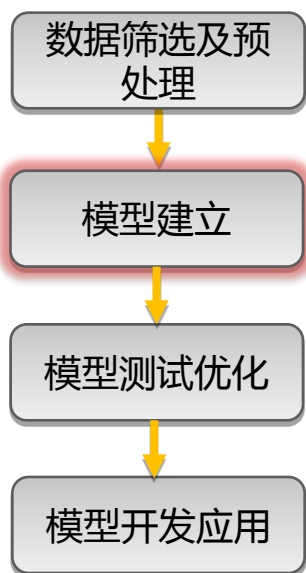 数据筛选及预
处理
模型建立
模型测试优化
模型开发应用